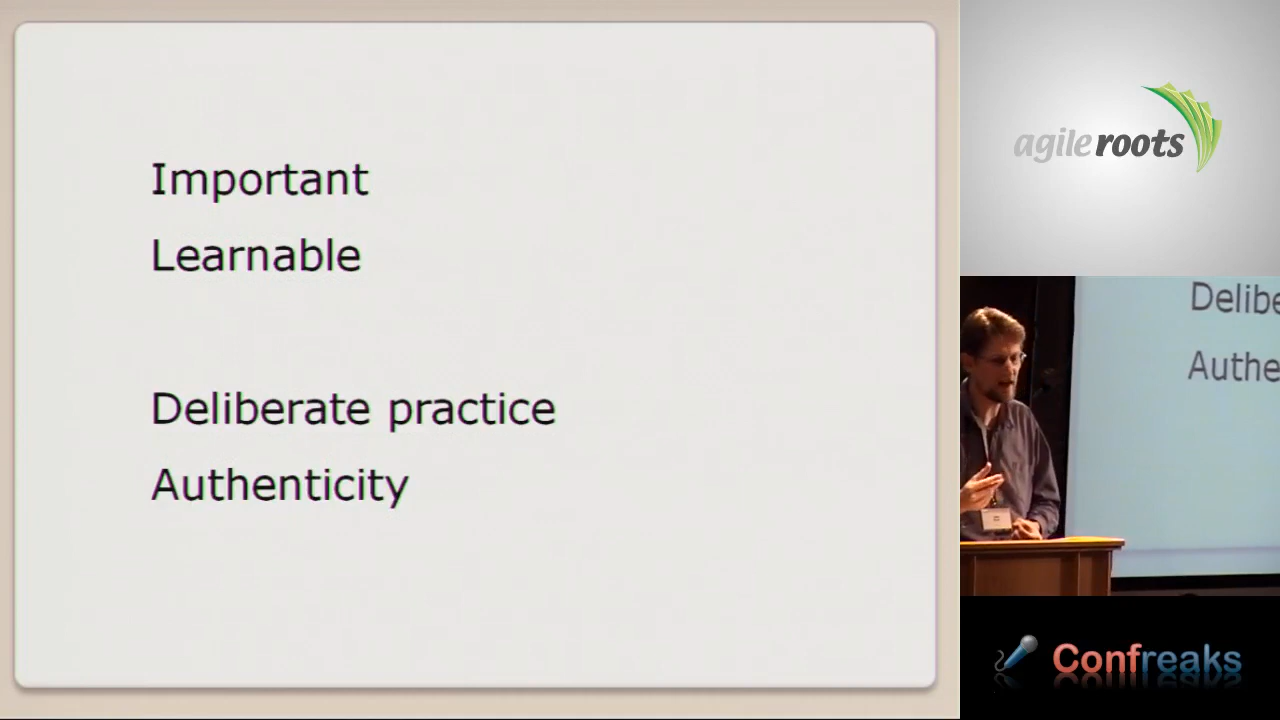 Important
Learnable
Deliberate practice
Authenticity
agileroots
Delibe
Authe
Confreaks